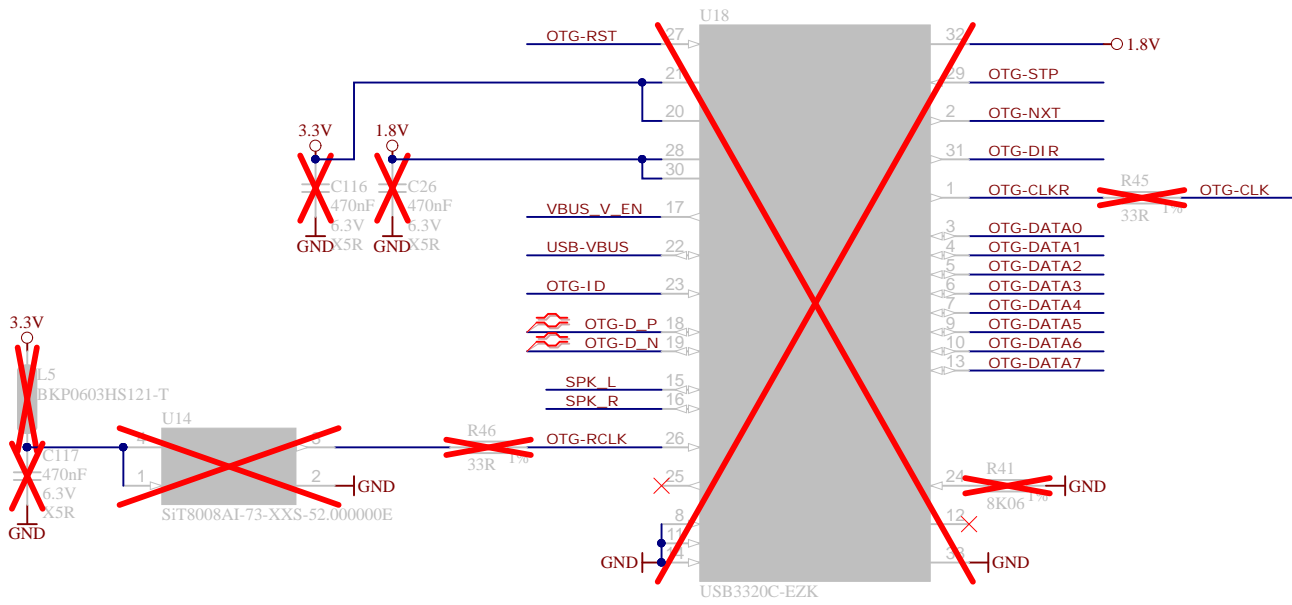 U18
OTG-RST
27
32
1.8V
21
29
OTG-STP
20
2
OTG-NXT
3.3V
1.8V
28
31
OTG-DIR
30
C116
470nF
6.3V
X5R
GND
C26
470nF
6.3V
X5R
GND
1
OTG-CLKR
R45
33R
1%
OTG-CLK
VBUS_V_EN
17
3
OTG-DATA0
USB-VBUS
22
4
OTG-DATA1
5
OTG-DATA2
OTG-ID
23
6
OTG-DATA3
7
OTG-DATA4
OTG-D_P
18
9
OTG-DATA5
OTG-D_N
19
10
OTG-DATA6
13
OTG-DATA7
3.3V
L5
BKP0603HS121-T
SPK_L
15
SPK_R
16
U14
4
3
R46
33R
1%
OTG-RCLK
26
C117
470nF
6.3V
X5R
GND
1
2
GND
SiT8008AI-73-XXS-52.000000E
25
24
R41
8K06
1%
GND
8
12
11
GND
14
33
GND
USB3320C-EZK